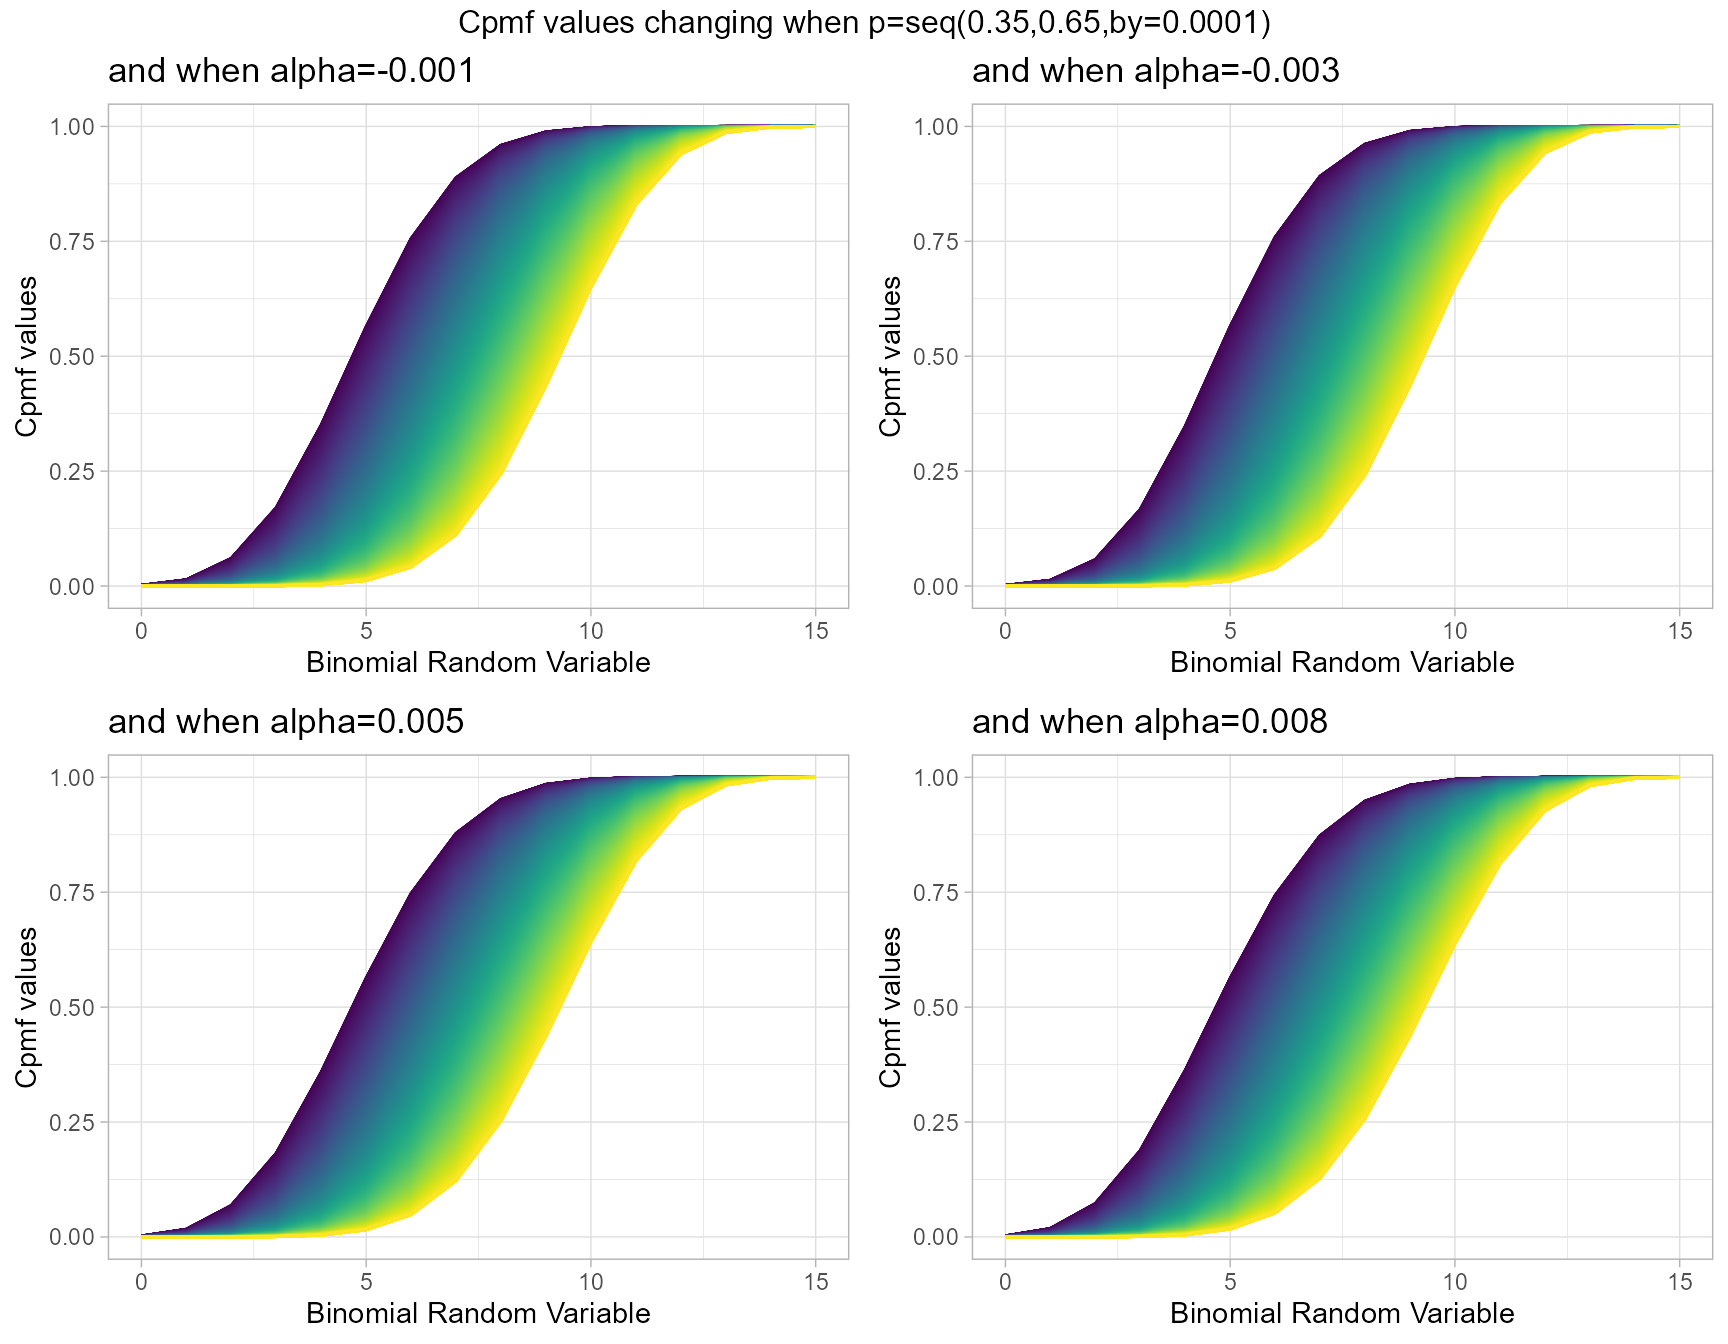 Cpmf values changing when p=seq(0.35,0.65,by=0.0001)
and when alpha=-0.001
1.00
0.75
0.50
0.25
0.00
Cpmf values
0 5 10 15
Binomial Random Variable
and when alpha=-0.003
1.00
0.75
0.50
0.25
0.00
Cpmf values
0 5 10 15
Binomial Random Variable
and when alpha=0.005
1.00
0.75
0.50
0.25
0.00
Cpmf values
0 5 10 15
Binomial Random Variable
and when alpha=0.008
1.00
0.75
0.50
0.25
0.00
Cpmf values
0 5 10 15
Binomial Random Variable